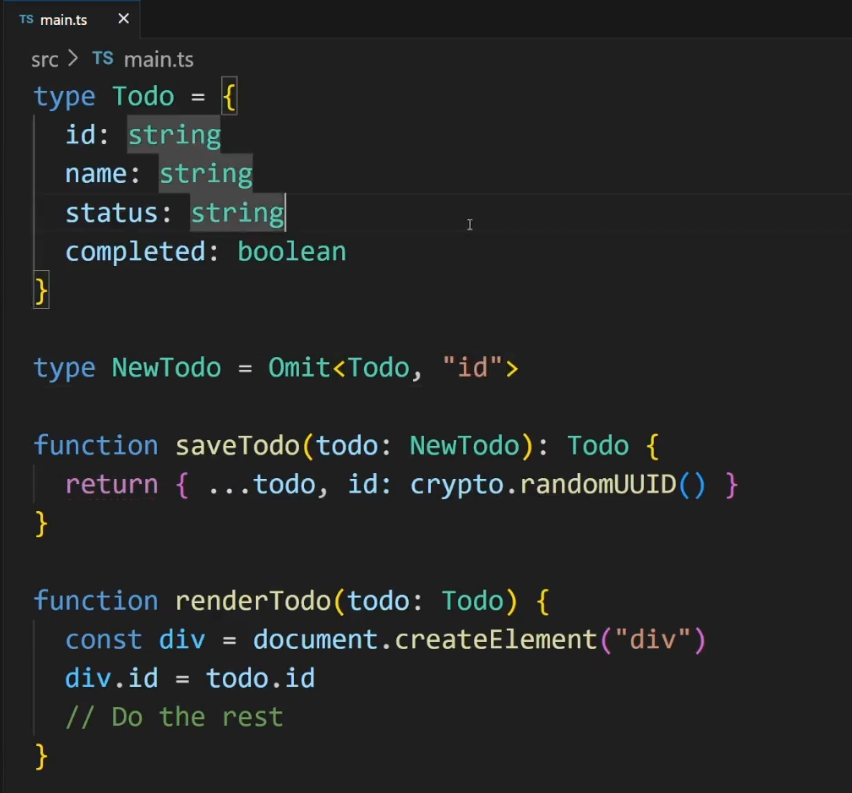 TS main.ts ×
src > TS main.ts
type Todo = {
  id: string
  name: string
  status: string
  completed: boolean
}

type NewTodo = Omit<Todo, "id">

function saveTodo(todo: NewTodo): Todo {
  return { ...todo, id: crypto.randomUUID() }
}

function renderTodo(todo: Todo) {
  const div = document.createElement("div")
  div.id = todo.id
  // Do the rest
}